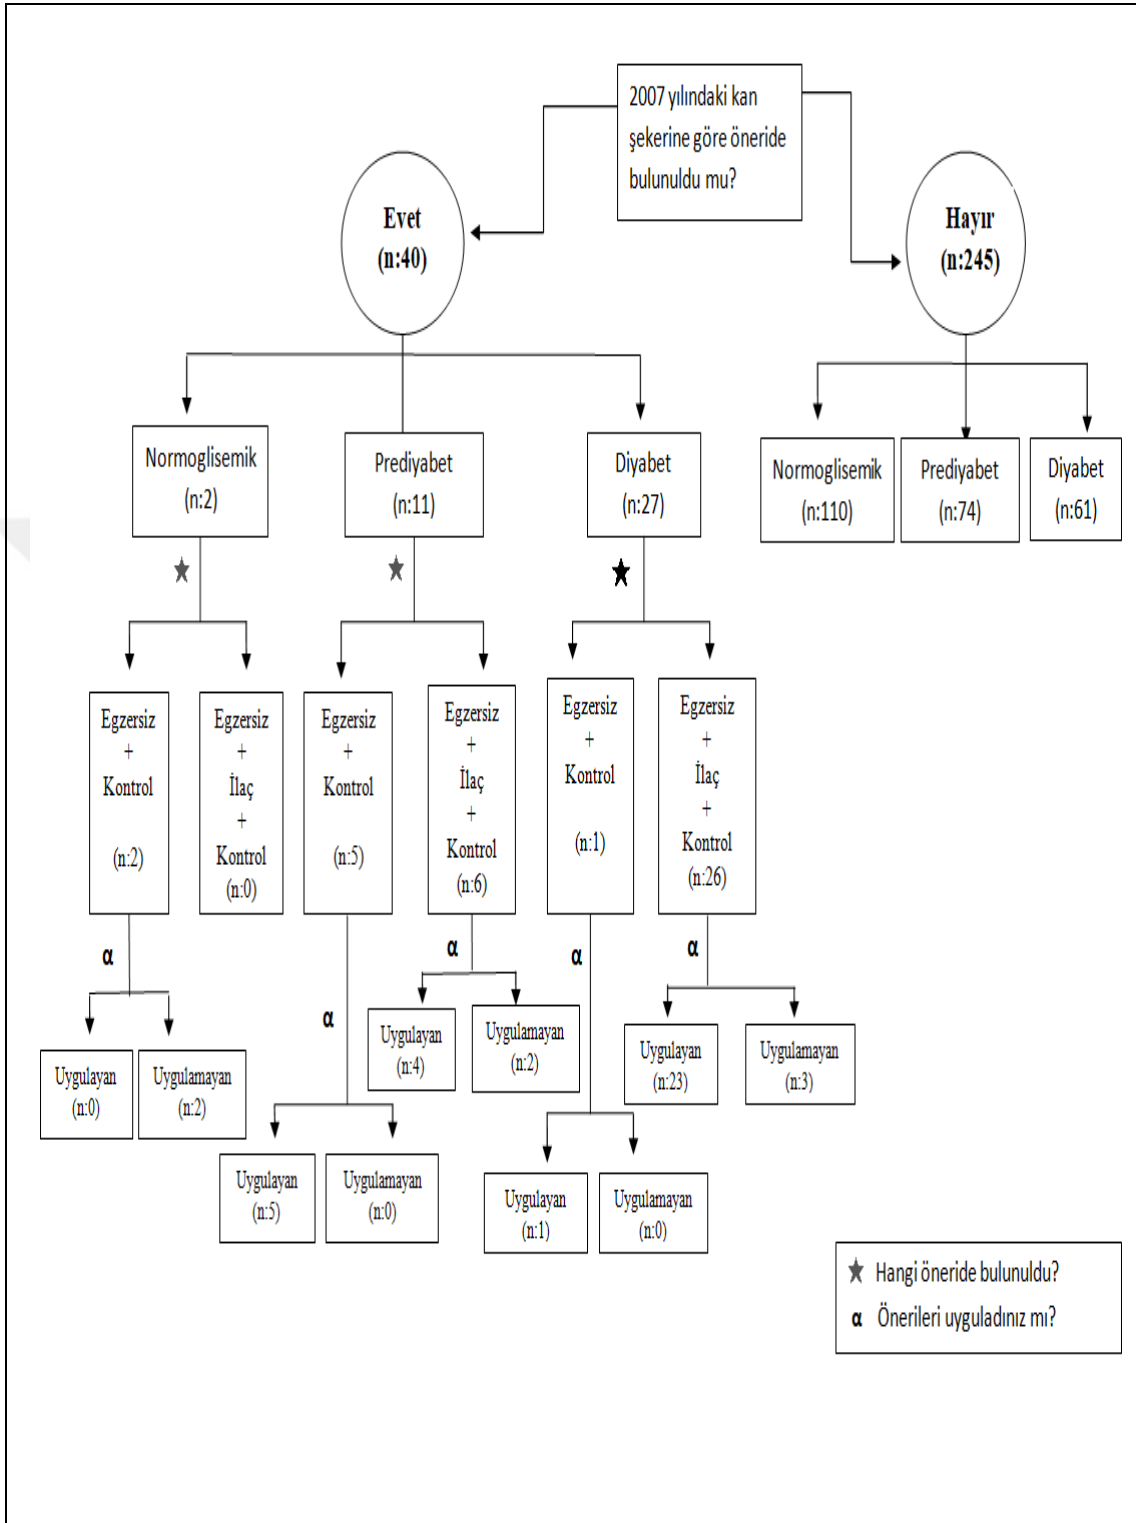 2007 yılındaki kan
şekerine göre öneride
bulunuldu mu?
Evet
(n:40)
Hayır
(n:245)
Normoglisemik
(n:2)
Prediyabet
(n:11)
Diyabet
(n:27)
Normoglisemik
(n:110)
Prediyabet
(n:74)
Diyabet
(n:61)
Egzersiz
+
Kontrol
(n:2)
Egzersiz
+
İlaç
+
Kontrol
(n:0)
Egzersiz
+
Kontrol
(n:5)
Egzersiz
+
İlaç
+
Kontrol
(n:6)
Egzersiz
+
Kontrol
(n:1)
Egzersiz
+
İlaç
+
Kontrol
(n:26)
α
α
α
α
α
α
Uygulayan
(n:0)
Uygulamayan
(n:2)
Uygulayan
(n:5)
Uygulamayan
(n:0)
Uygulayan
(n:4)
Uygulamayan
(n:2)
Uygulayan
(n:1)
Uygulamayan
(n:0)
Uygulayan
(n:23)
Uygulamayan
(n:3)
★ Hangi öneride bulunuldu?
α Önerileri uyguladınız mı?